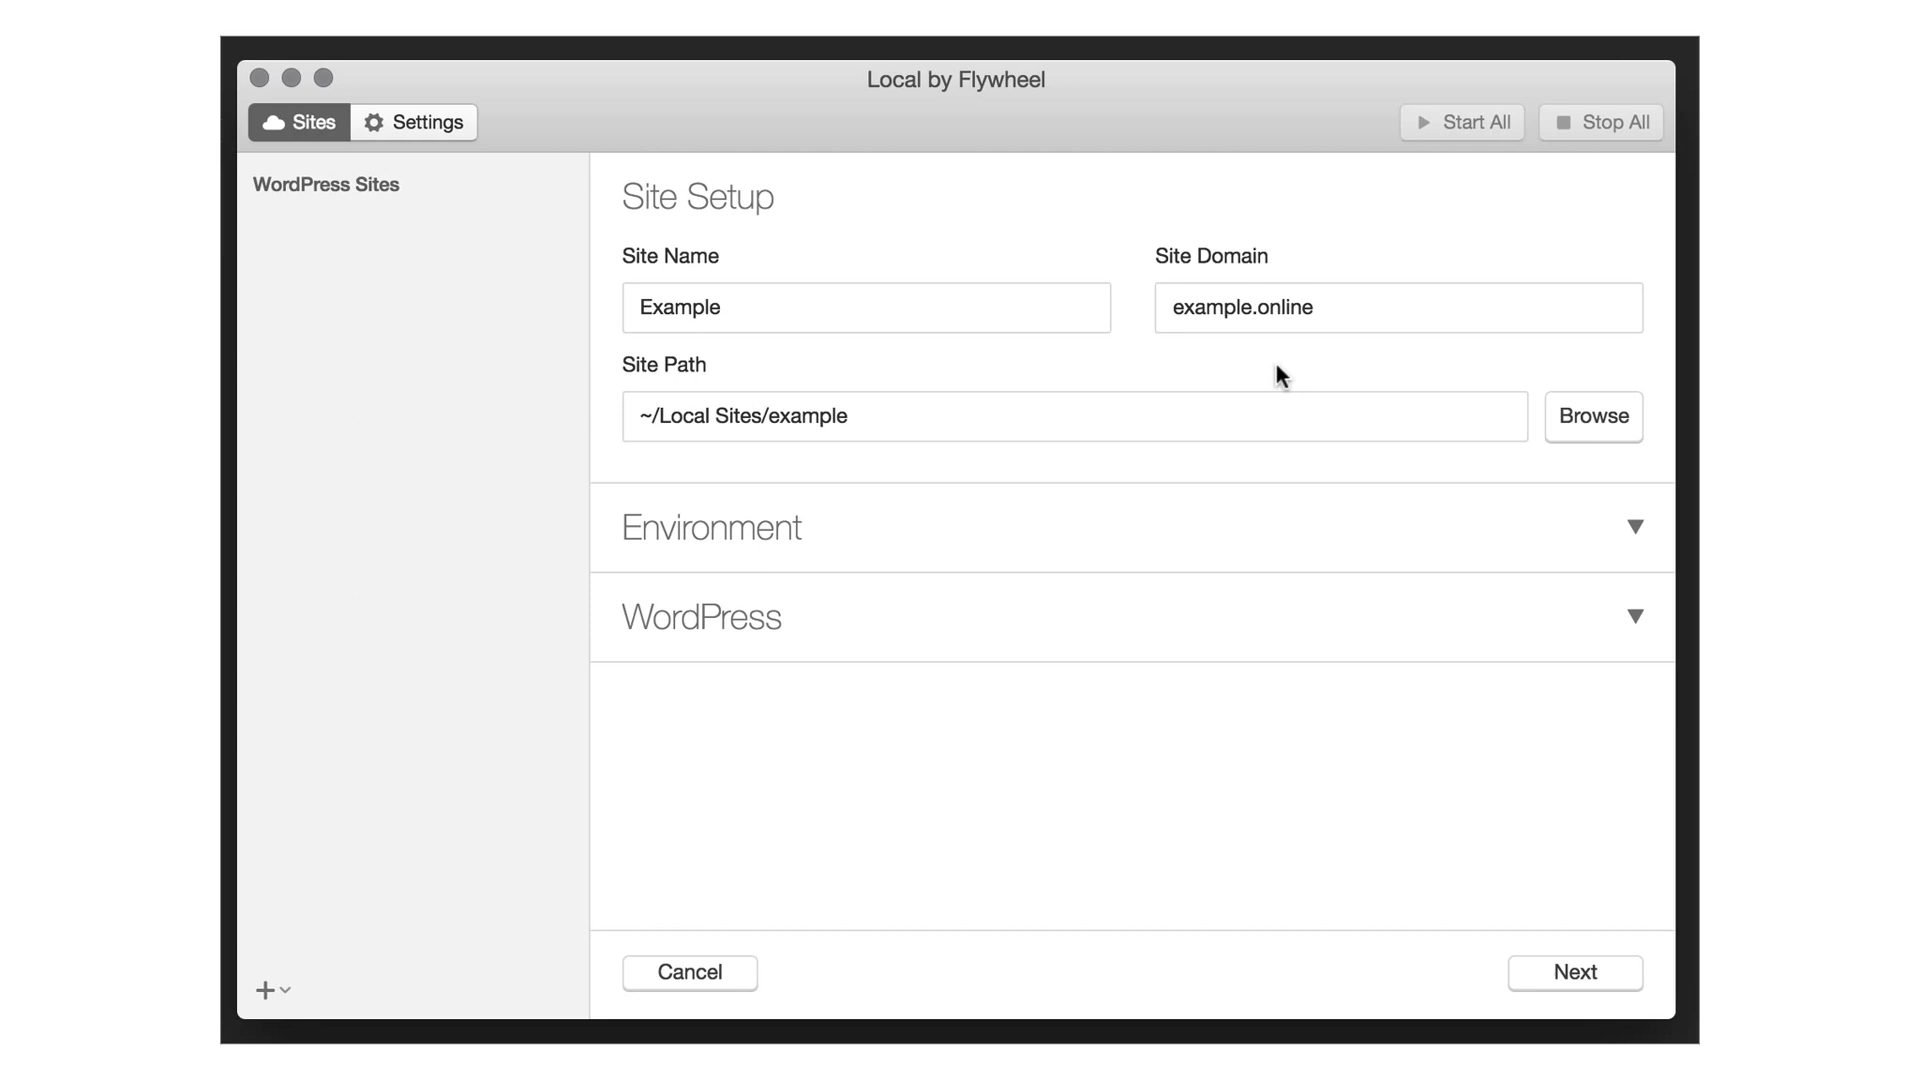 Local by Flywheel
Sites Settings Start All Stop All
WordPress Sites
Site Setup
Site Name Site Domain
Example example.online
Site Path
~/Local Sites/example Browse
Environment
WordPress
Cancel Next